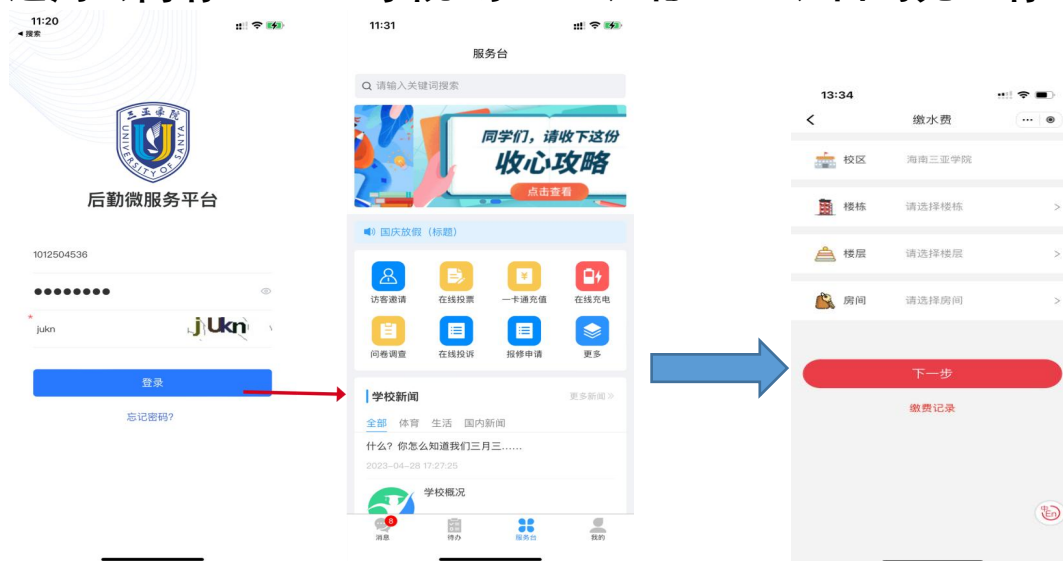 11:20
搜索
UNIVERSITY OF SANYA
后勤微服务平台
1012504536
*
jukn
jukn
登录
忘记密码?
11:31
服务台
请输入关键词搜索
同学们，请收下这份
收心攻略
点击查看
国庆放假（标题）
访客邀请 在线投票 一卡通充值 在线充电
问卷调查 在线投诉 报修申请 更多
学校新闻 更多新闻
全部 体育 生活 国内新闻
什么？你怎么知道我们三月三……
2023-04-28 17:27:25
学校概况
8
消息 待办 服务台 我的
13:34
缴水费
校区 海南三亚学院
楼栋 请选择楼栋
楼层 请选择楼层
房间 请选择房间
下一步
缴费记录
中En